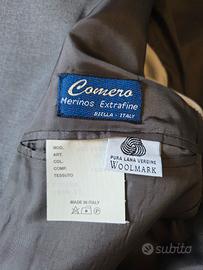 Comero
Merinos Extrafine
BIELLA - ITALY
MOD.
ART.
COL.
COMP.
TESSUTO
MADE IN ITALY
PURA LANA VERGINE
WOOLMARK
subito